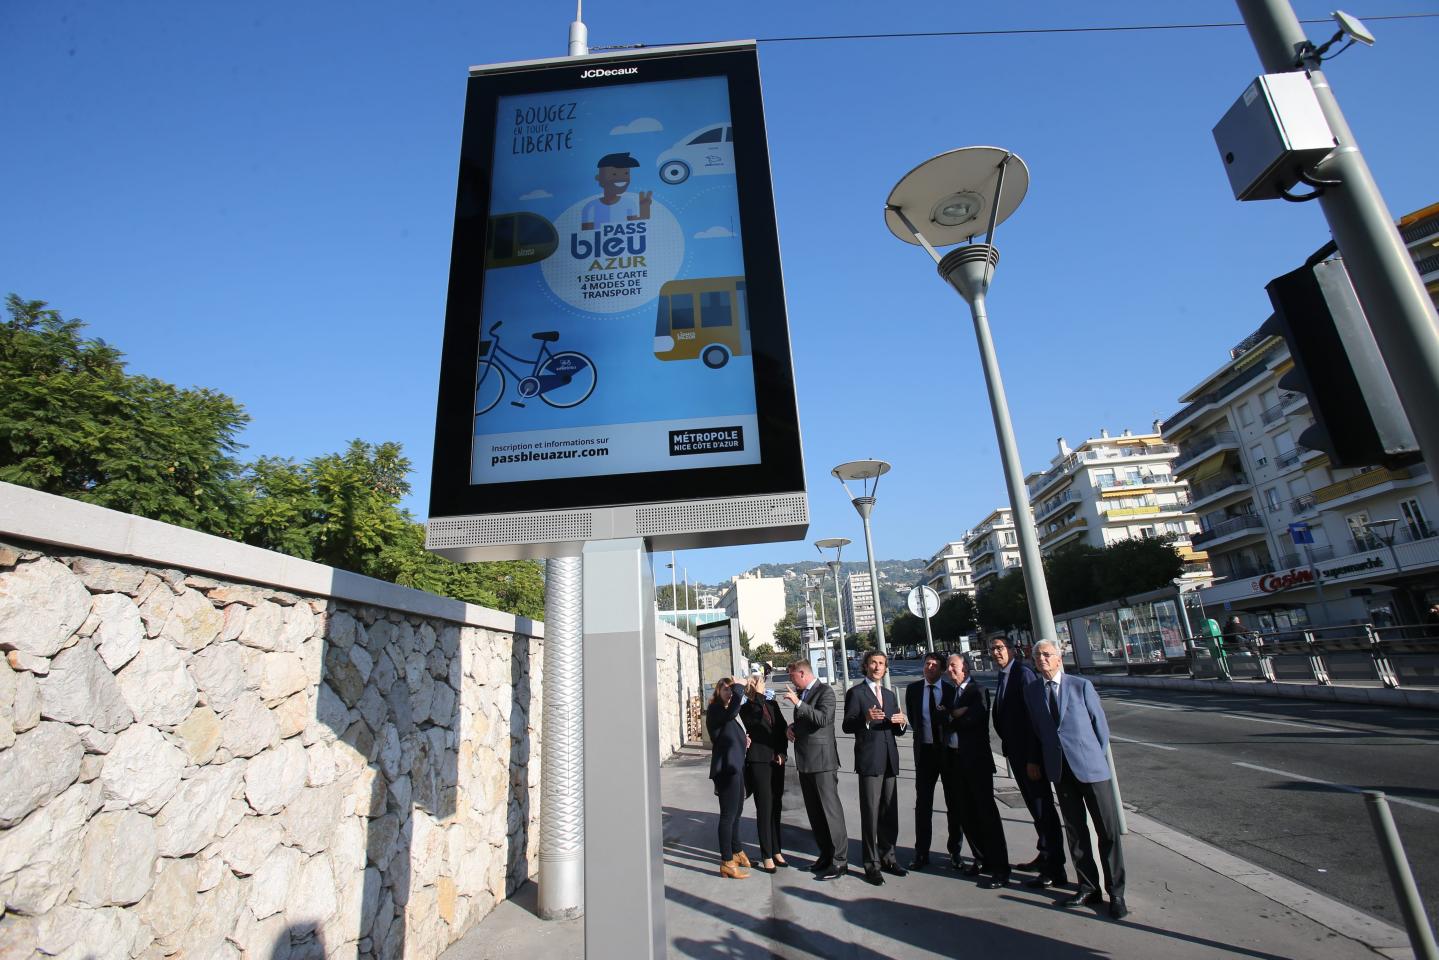 JCDecaux
BOUGEZ
EN TOUTE
LIBERTÉ
PASS
bleu
AZUR
1 SEULE CARTE
4 MODES DE
TRANSPORT
Inscription et informations sur
passbleuazur.com
MÉTROPOLE
NICE CÔTE D'AZUR
Casino supermarché